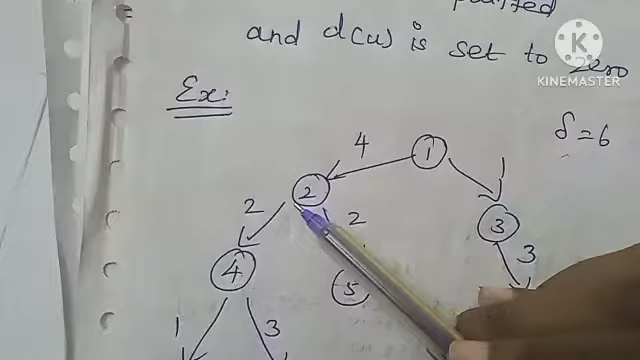 and d(u) is set to zero
K
KINEMASTER
Ex:
δ=6
4
1
1
2
2
2
3
3
4
5
1
3